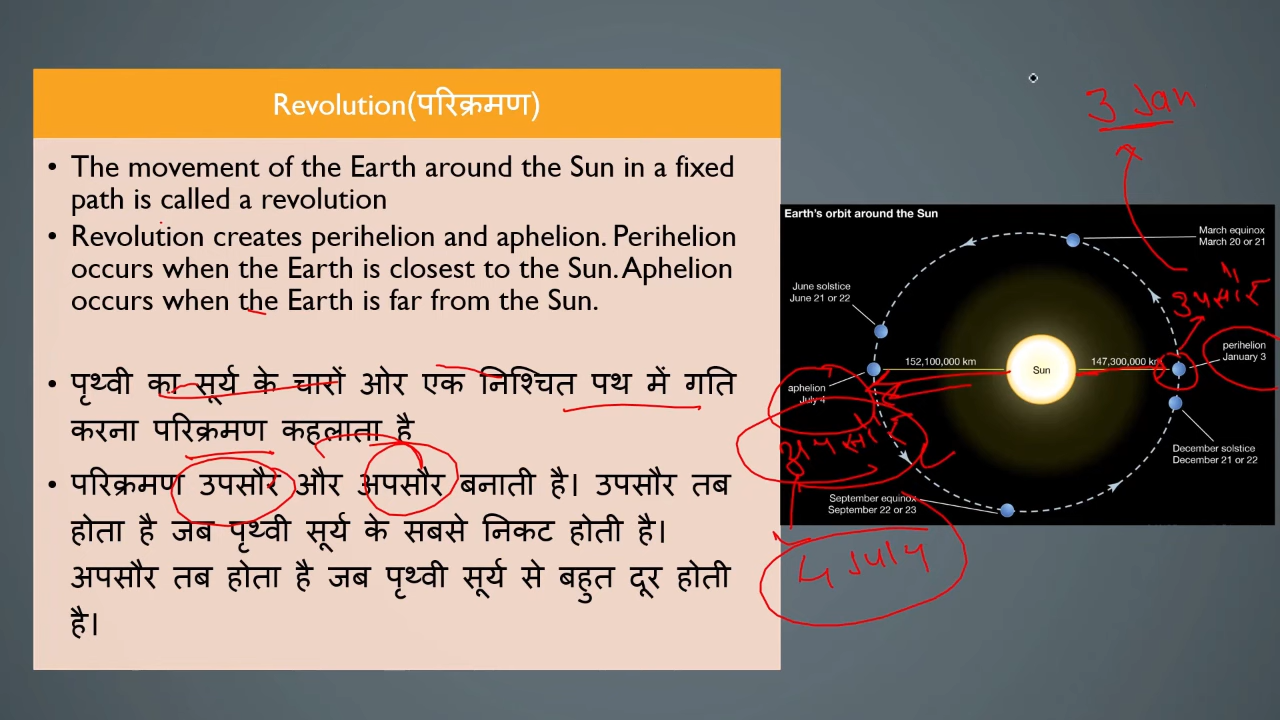 Revolution(परिक्रमण)
• The movement of the Earth around the Sun in a fixed
path is called a revolution
• Revolution creates perihelion and aphelion. Perihelion
occurs when the Earth is closest to the Sun. Aphelion
occurs when the Earth is far from the Sun.
• पृथ्वी का सूर्य के चारों ओर एक निश्चित पथ में गति
करना परिक्रमण कहलाता है
• परिक्रमण उपसौर और अपसौर बनाती है। उपसौर तब
होता है जब पृथ्वी सूर्य के सबसे निकट होती है।
अपसौर तब होता है जब पृथ्वी सूर्य से बहुत दूर होती
है।
3 Jan
Earth's orbit around the Sun
March equinox
March 20 or 21
June solstice
June 21 or 22
उपसौर
perihelion
January 3
152,100,000 km
Sun
147,300,000 km
aphelion
July 4
अपसौर
December solstice
December 21 or 22
September equinox
September 22 or 23
4 July